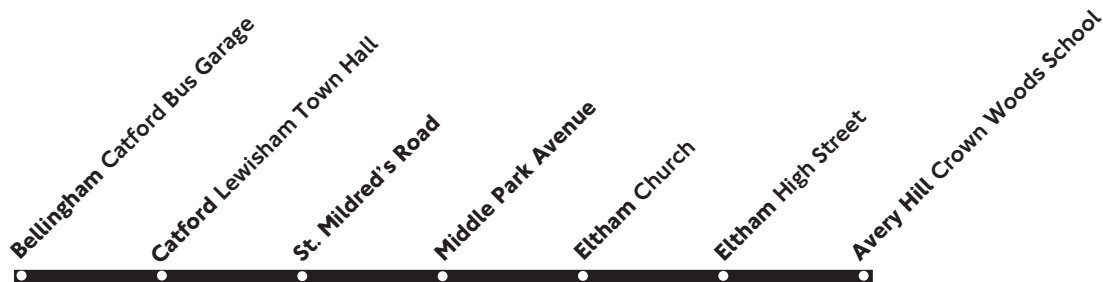 Bellingham Catford Bus Garage
Catford Lewisham Town Hall
St. Mildred's Road
Middle Park Avenue
Eltham Church
Eltham High Street
Avery Hill Crown Woods School